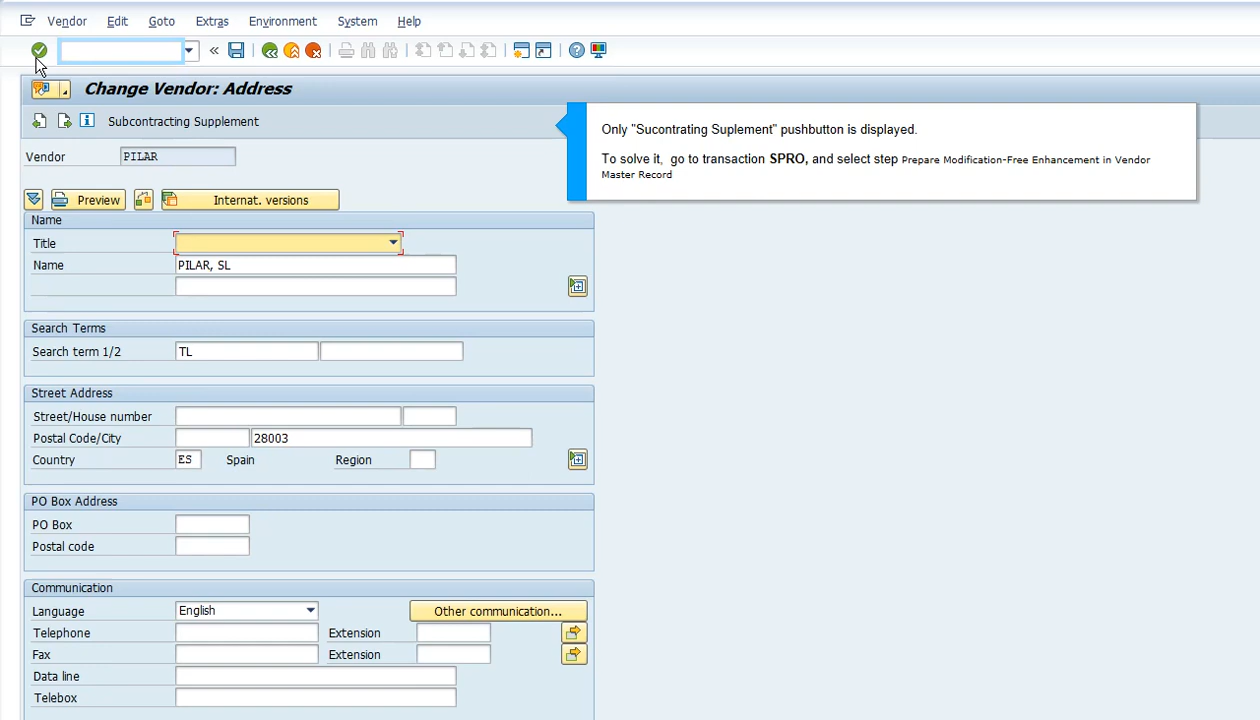 Vendor Edit Goto Extras Environment System Help
Change Vendor: Address
Subcontracting Supplement
Only "Sucontrating Suplement" pushbutton is displayed.
To solve it, go to transaction SPRO, and select step Prepare Modification-Free Enhancement in Vendor
Master Record
Vendor PILAR
Preview Internat. versions
Name
Title
Name PILAR, SL
Search Terms
Search term 1/2 TL
Street Address
Street/House number
Postal Code/City 28003
Country ES Spain Region
PO Box Address
PO Box
Postal code
Communication
Language English Other communication...
Telephone Extension
Fax Extension
Data line
Telebox